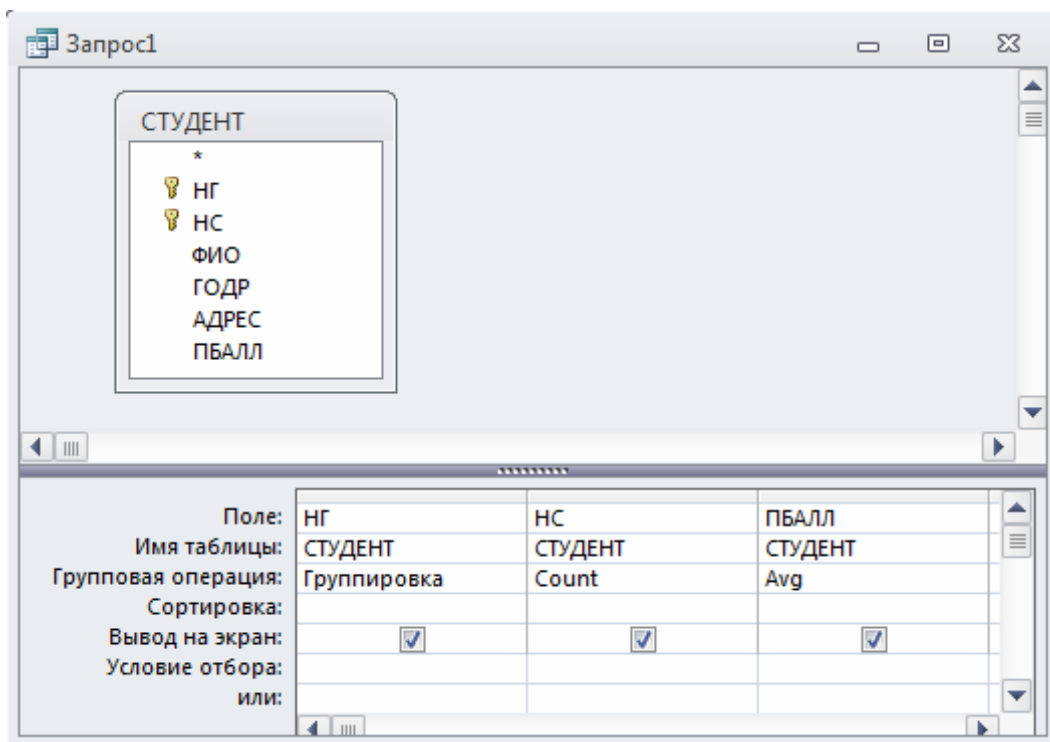 Запрос1
СТУДЕНТ
*
НГ
НС
ФИО
ГОДР
АДРЕС
ПБАЛЛ
Поле: НГ НС ПБАЛЛ
Имя таблицы: СТУДЕНТ СТУДЕНТ СТУДЕНТ
Групповая операция: Группировка Count Avg
Сортировка:
Вывод на экран:
Условие отбора:
или: